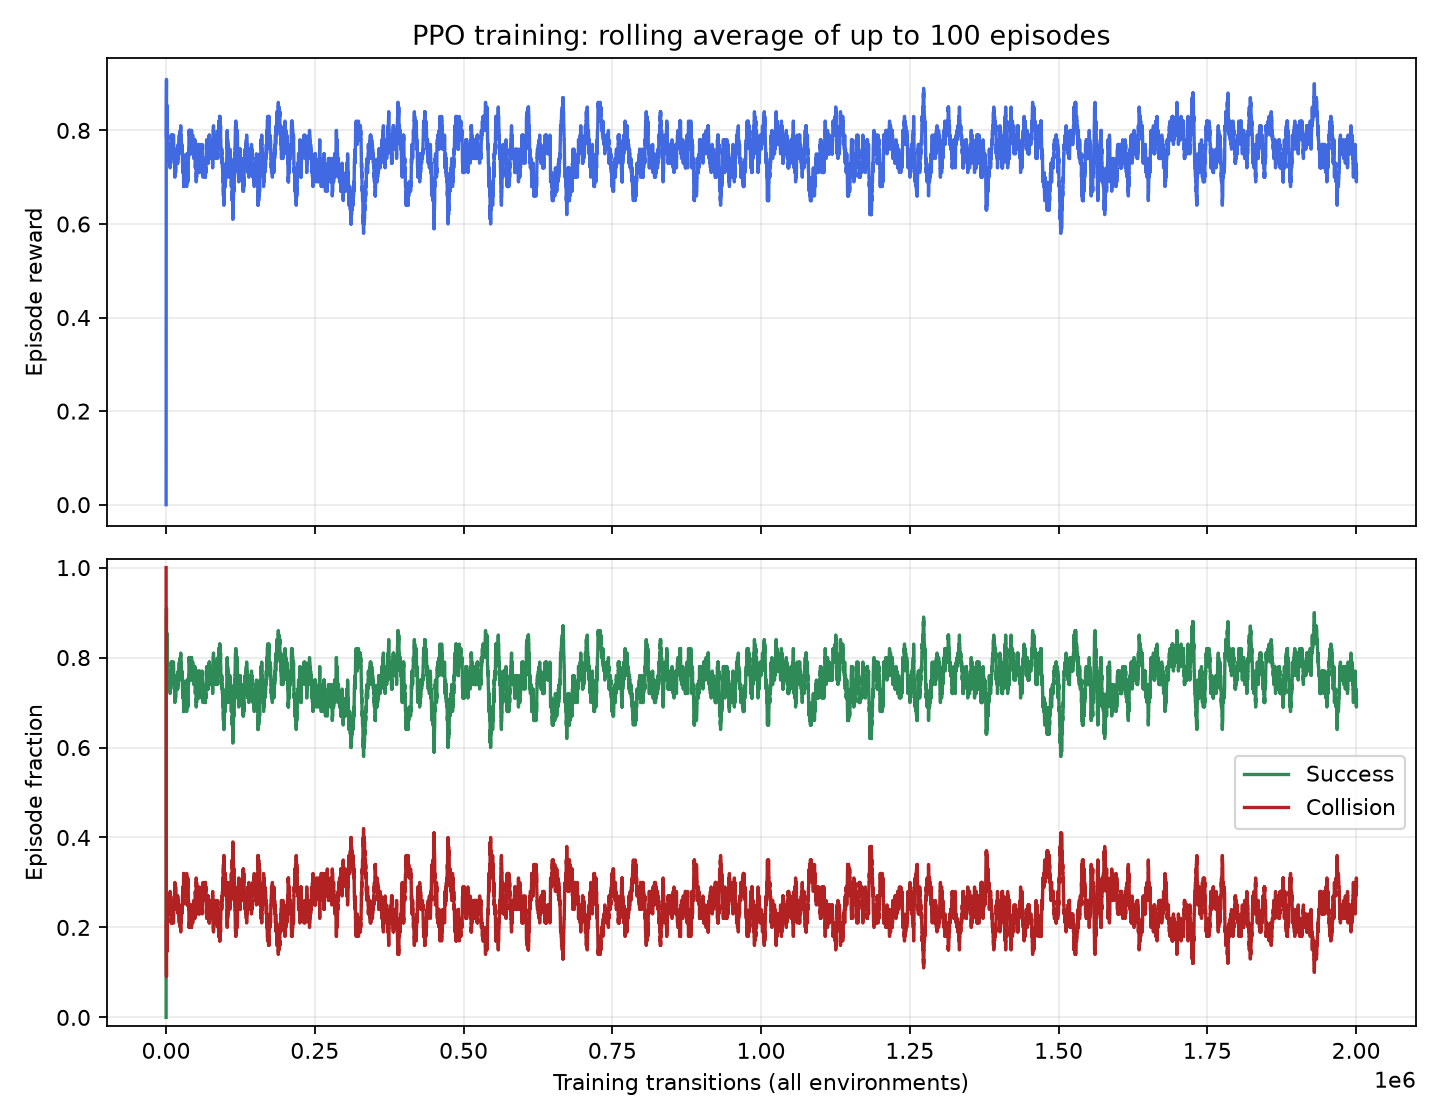 PPO training: rolling average of up to 100 episodes
0.8
0.6
0.4
0.2
0.0
Episode reward
1.0
0.8
0.6
0.4
0.2
0.0
Episode fraction
Success
Collision
0.00 0.25 0.50 0.75 1.00 1.25 1.50 1.75 2.00
1e6
Training transitions (all environments)